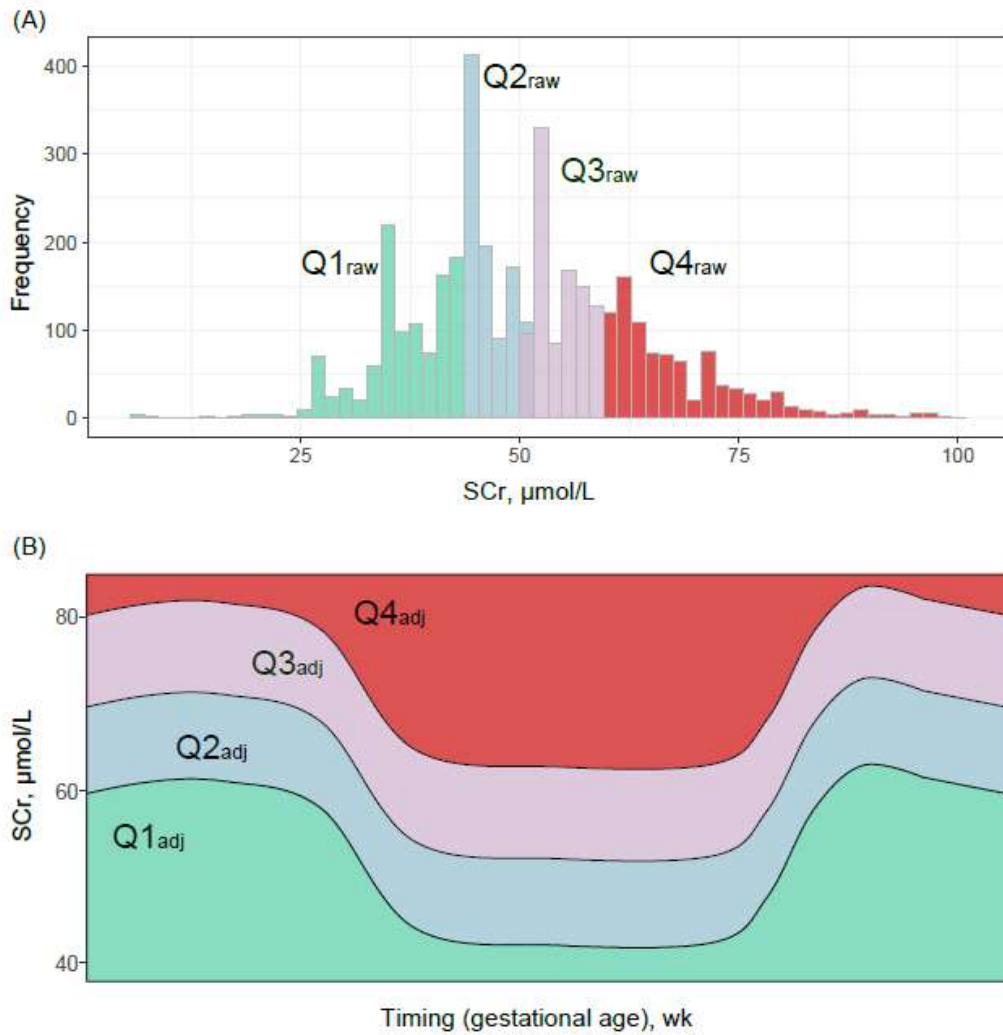 (A)
400
300
200
100
0
Frequency
Q1raw
Q2raw
Q3raw
Q4raw
25
50
75
100
SCr, µmol/L
(B)
80
60
40
SCr, µmol/L
Q4adj
Q3adj
Q2adj
Q1adj
Timing (gestational age), wk